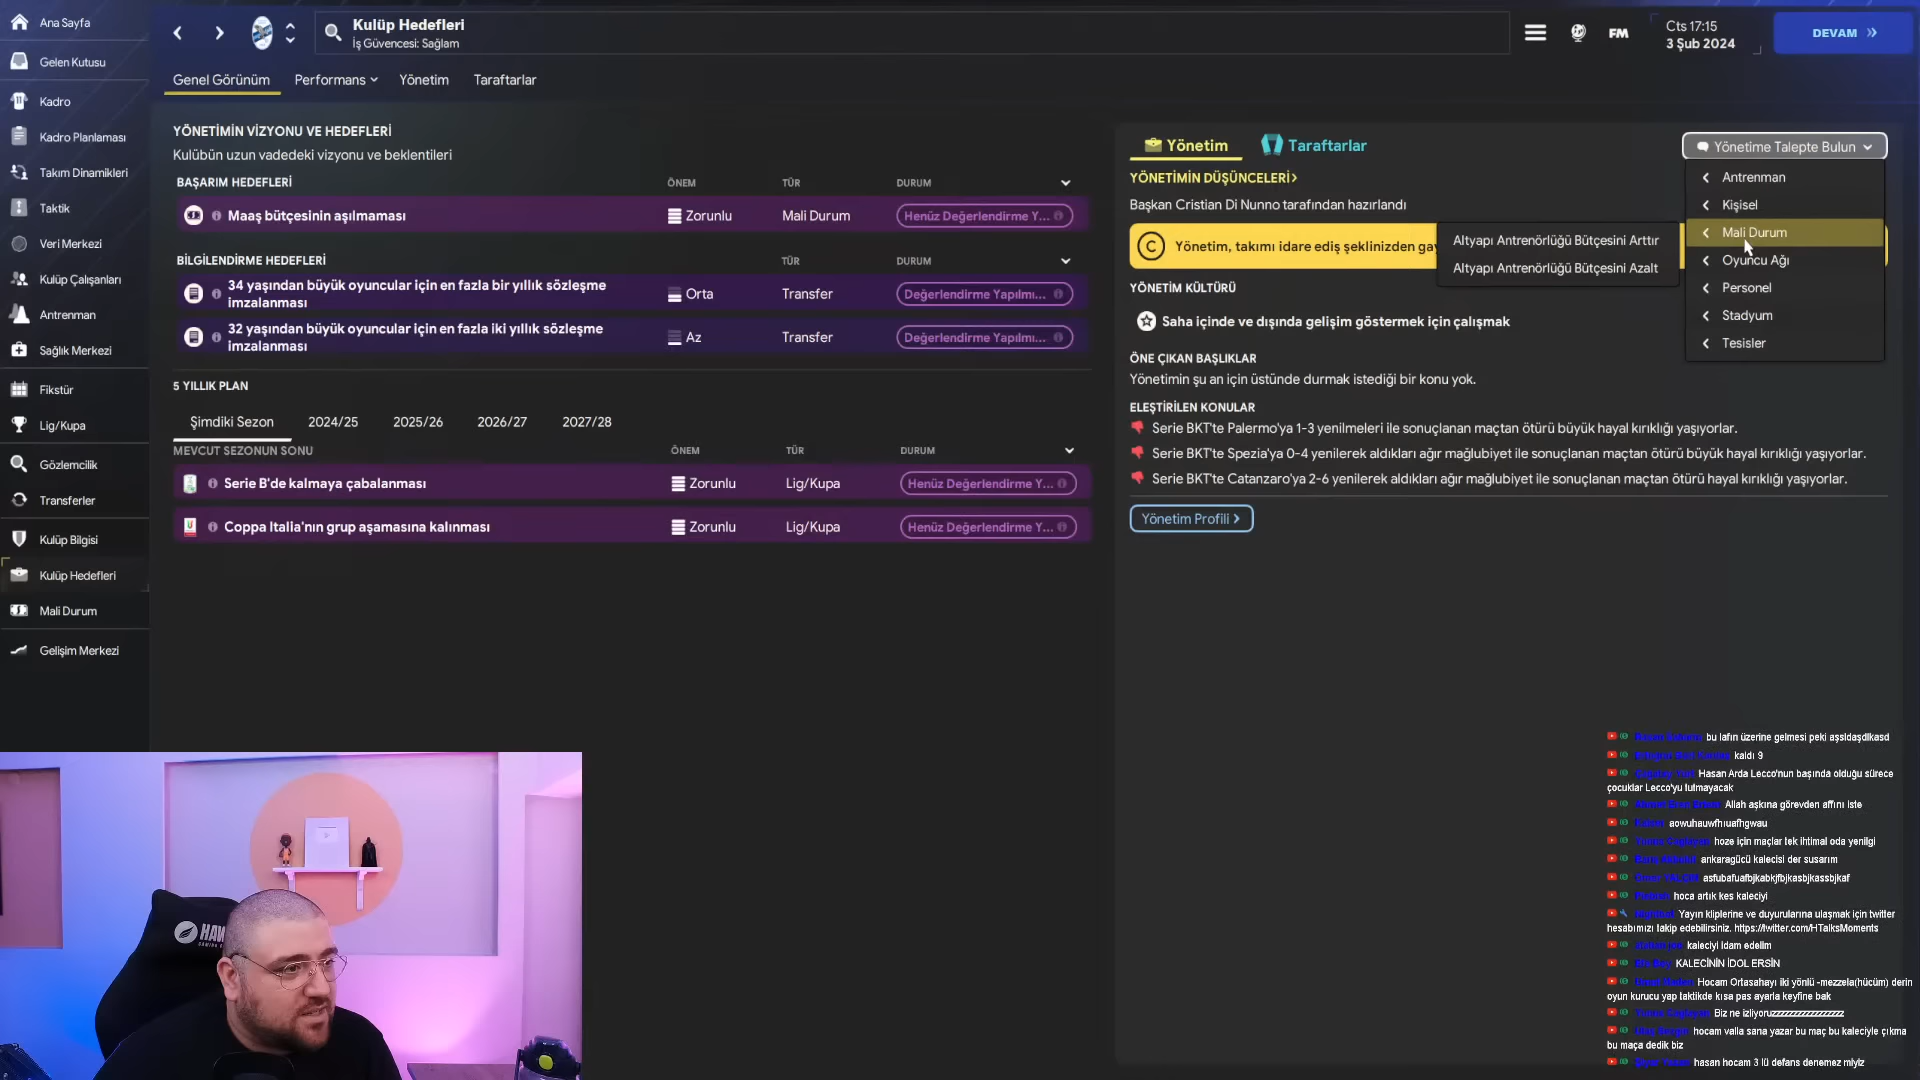 Ana Sayfa
Gelen Kutusu
Kadro
Kadro Planlaması
Takım Dinamikleri
Taktik
Veri Merkezi
Kulüp Çalışanları
Antrenman
Sağlık Merkezi
Fikstür
Lig/Kupa
Gözlemcilik
Transferler
Kulüp Bilgisi
Kulüp Hedefleri
Mali Durum
Gelişim Merkezi
Kulüp Hedefleri
İş Güvencesi: Sağlam
FM
Cts 17:15
3 Şub 2024
DEVAM
Genel Görünüm Performans Yönetim Taraftarlar
YÖNETİMİN VİZYONU VE HEDEFLERİ
Kulübün uzun vadedeki vizyonu ve beklentileri
BAŞARIM HEDEFLERİ ÖNEM TÜR DURUM
Maaş bütçesinin aşılmaması Zorunlu Mali Durum Henüz Değerlendirme Y...
BİLGİLENDİRME HEDEFLERİ TÜR DURUM
34 yaşından büyük oyuncular için en fazla bir yıllık sözleşme
imzalanması Orta Transfer Değerlendirme Yapılmı...
32 yaşından büyük oyuncular için en fazla iki yıllık sözleşme
imzalanması Az Transfer Değerlendirme Yapılmı...
5 YILLIK PLAN
Şimdiki Sezon 2024/25 2025/26 2026/27 2027/28
MEVCUT SEZONUN SONU ÖNEM TÜR DURUM
Serie B'de kalmaya çabalanması Zorunlu Lig/Kupa Henüz Değerlendirme Y...
Coppa Italia'nın grup aşamasına kalınması Zorunlu Lig/Kupa Henüz Değerlendirme Y...
Yönetim Taraftarlar
Yönetime Talepte Bulun
Antrenman
Kişisel
Mali Durum
Oyuncu Ağı
Personel
Stadyum
Tesisler
Altyapı Antrenörlüğü Bütçesini Arttır
Altyapı Antrenörlüğü Bütçesini Azalt
YÖNETİMİN DÜŞÜNCELERİ
Başkan Cristian Di Nunno tarafından hazırlandı
C Yönetim, takımı idare ediş şeklinizden gay
YÖNETİM KÜLTÜRÜ
Saha içinde ve dışında gelişim göstermek için çalışmak
ÖNE ÇIKAN BAŞLIKLAR
Yönetimin şu an için üstünde durmak istediği bir konu yok.
ELEŞTİRİLEN KONULAR
Serie BKT'te Palermo'ya 1-3 yenilmeleri ile sonuçlanan maçtan ötürü büyük hayal kırıklığı yaşıyorlar.
Serie BKT'te Spezia'ya 0-4 yenilerek aldıkları ağır mağlubiyet ile sonuçlanan maçtan ötürü büyük hayal kırıklığı yaşıyorlar.
Serie BKT'te Catanzaro'ya 2-6 yenilerek aldıkları ağır mağlubiyet ile sonuçlanan maçtan ötürü hayal kırıklığı yaşıyorlar.
Yönetim Profili
bu lafın üzerine gelmesi peki aşsldaşdlkasd
kaldı 9
Hasan Arda Lecco'nun başında olduğu sürece
çocuklar Lecco'yu tutmayacak
Allah aşkına görevden affını iste
aowuhauwfhıuafhgwau
hoze için maçlar tek ihtimal oda yenilgi
ankaragücü kalecisi der susarım
asfubafuafbjkabkjfbjkasbjkassbjkaf
hoca artık kes kaleciyi
Yayın kliplerine ve duyurularına ulaşmak için twitter
hesabımızı takip edebilirsiniz. https://twitter.com/HTalksMoments
kaleciyi idam edelim
KALECİNİN İDOL ERSİN
Hocam Ortasahayı iki yönlü -mezzela(hücüm) derin
oyun kurucu yap taktikde kısa pas ayarla keyfine bak
Biz ne izliyoruzzzzzzzzzzzzzzzzzz
hocam valla sana yazar bu maç bu kaleciyle çıkma
bu maça dedik biz
hasan hocam 3 lü defans denemez miyiz